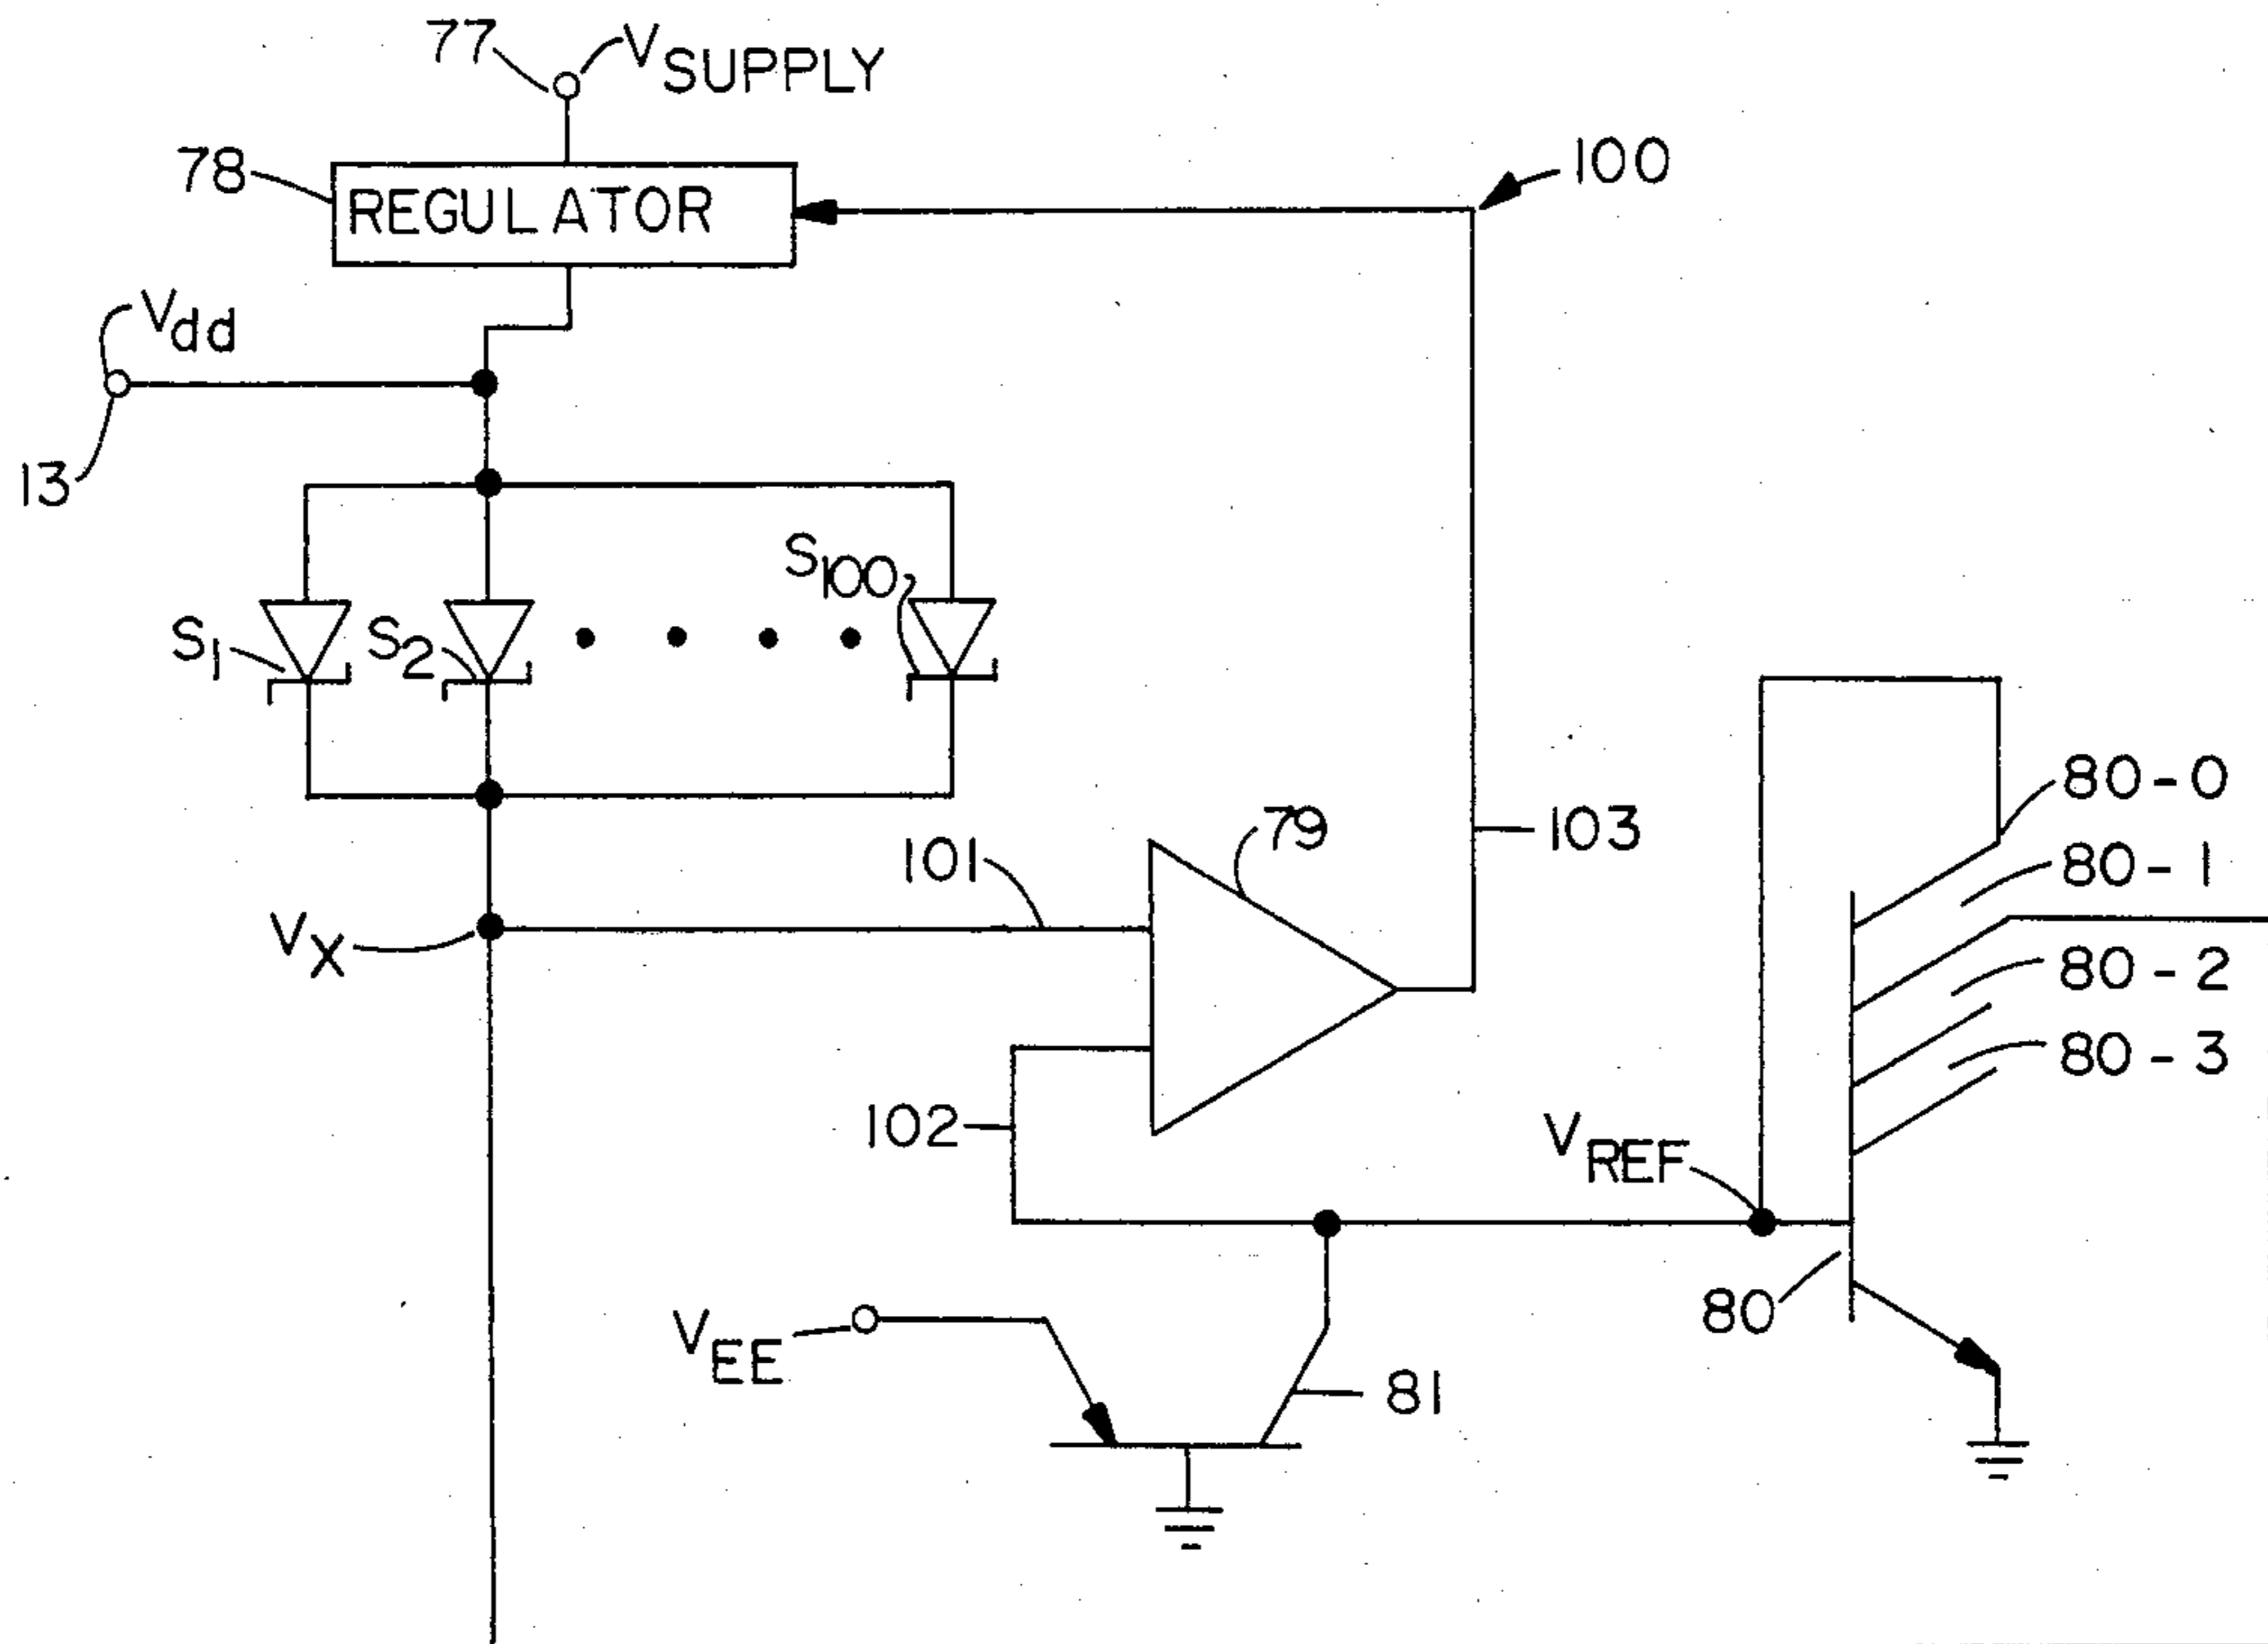 77
VSUPPLY
78
REGULATOR
100
Vdd
13
S1
S2
S100
80-0
79
103
80-1
101
VX
80-2
80-3
102
VREF
80
VEE
81